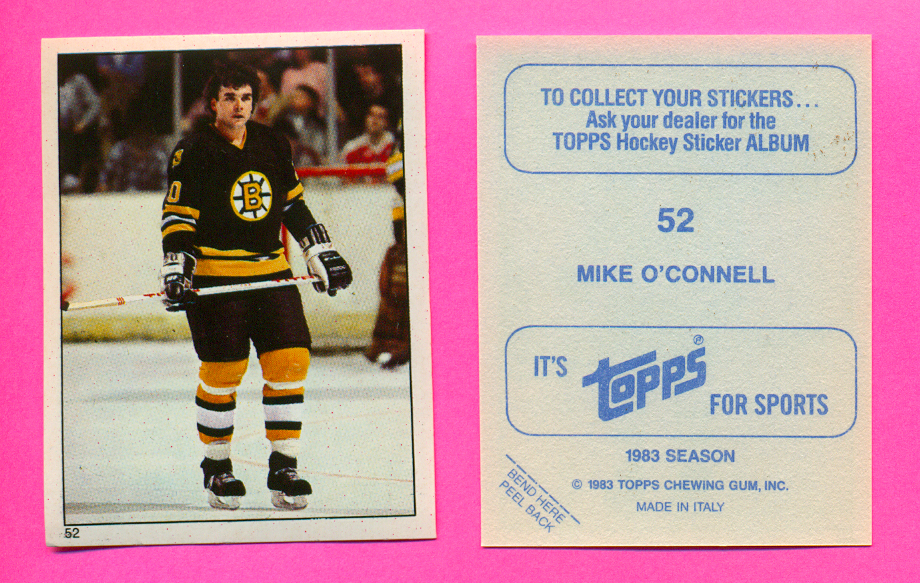 B
0
52
TO COLLECT YOUR STICKERS...
Ask your dealer for the
TOPPS Hockey Sticker ALBUM
52
MIKE O'CONNELL
IT'S
topps®
FOR SPORTS
1983 SEASON
© 1983 TOPPS CHEWING GUM, INC.
MADE IN ITALY
BEND HERE
PEEL BACK